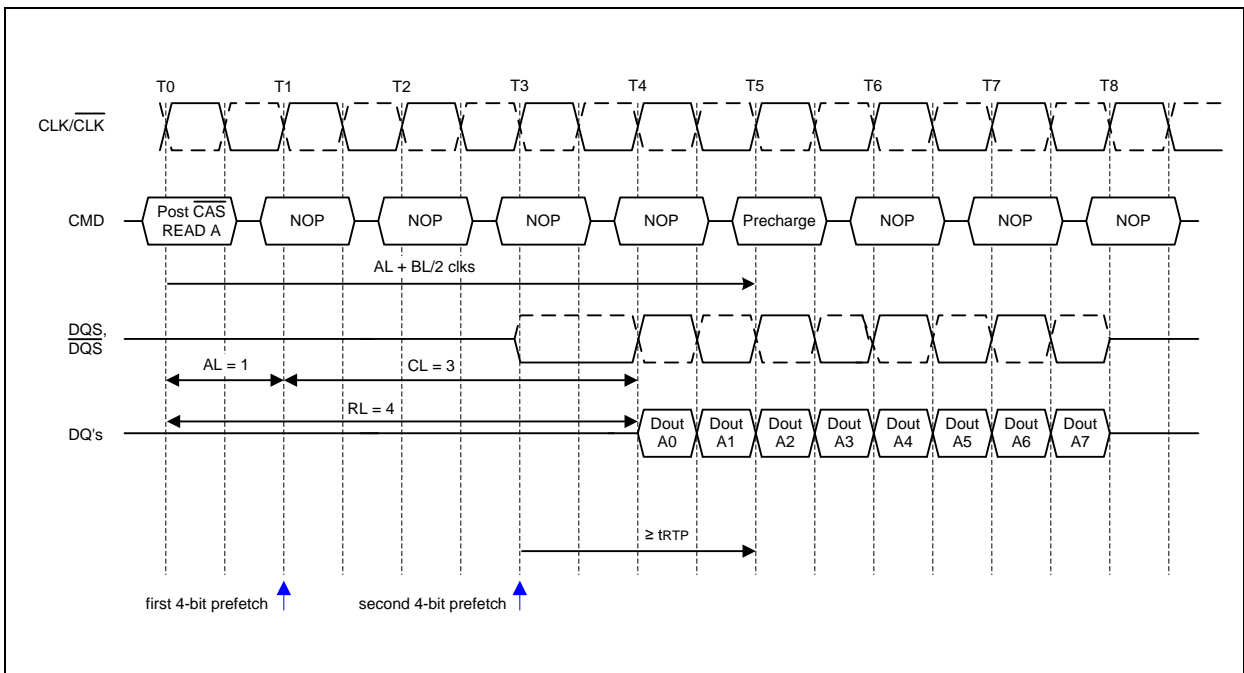 T0 T1 T2 T3 T4 T5 T6 T7 T8
CLK/C̅L̅K̅
CMD
Post C̅A̅S̅
READ A
NOP NOP NOP NOP Precharge NOP NOP NOP
AL + BL/2 clks
DQS,
D̅Q̅S̅
AL = 1
CL = 3
RL = 4
DQ's
Dout Dout Dout Dout Dout Dout Dout Dout
A0 A1 A2 A3 A4 A5 A6 A7
≥ tRTP
first 4-bit prefetch
second 4-bit prefetch